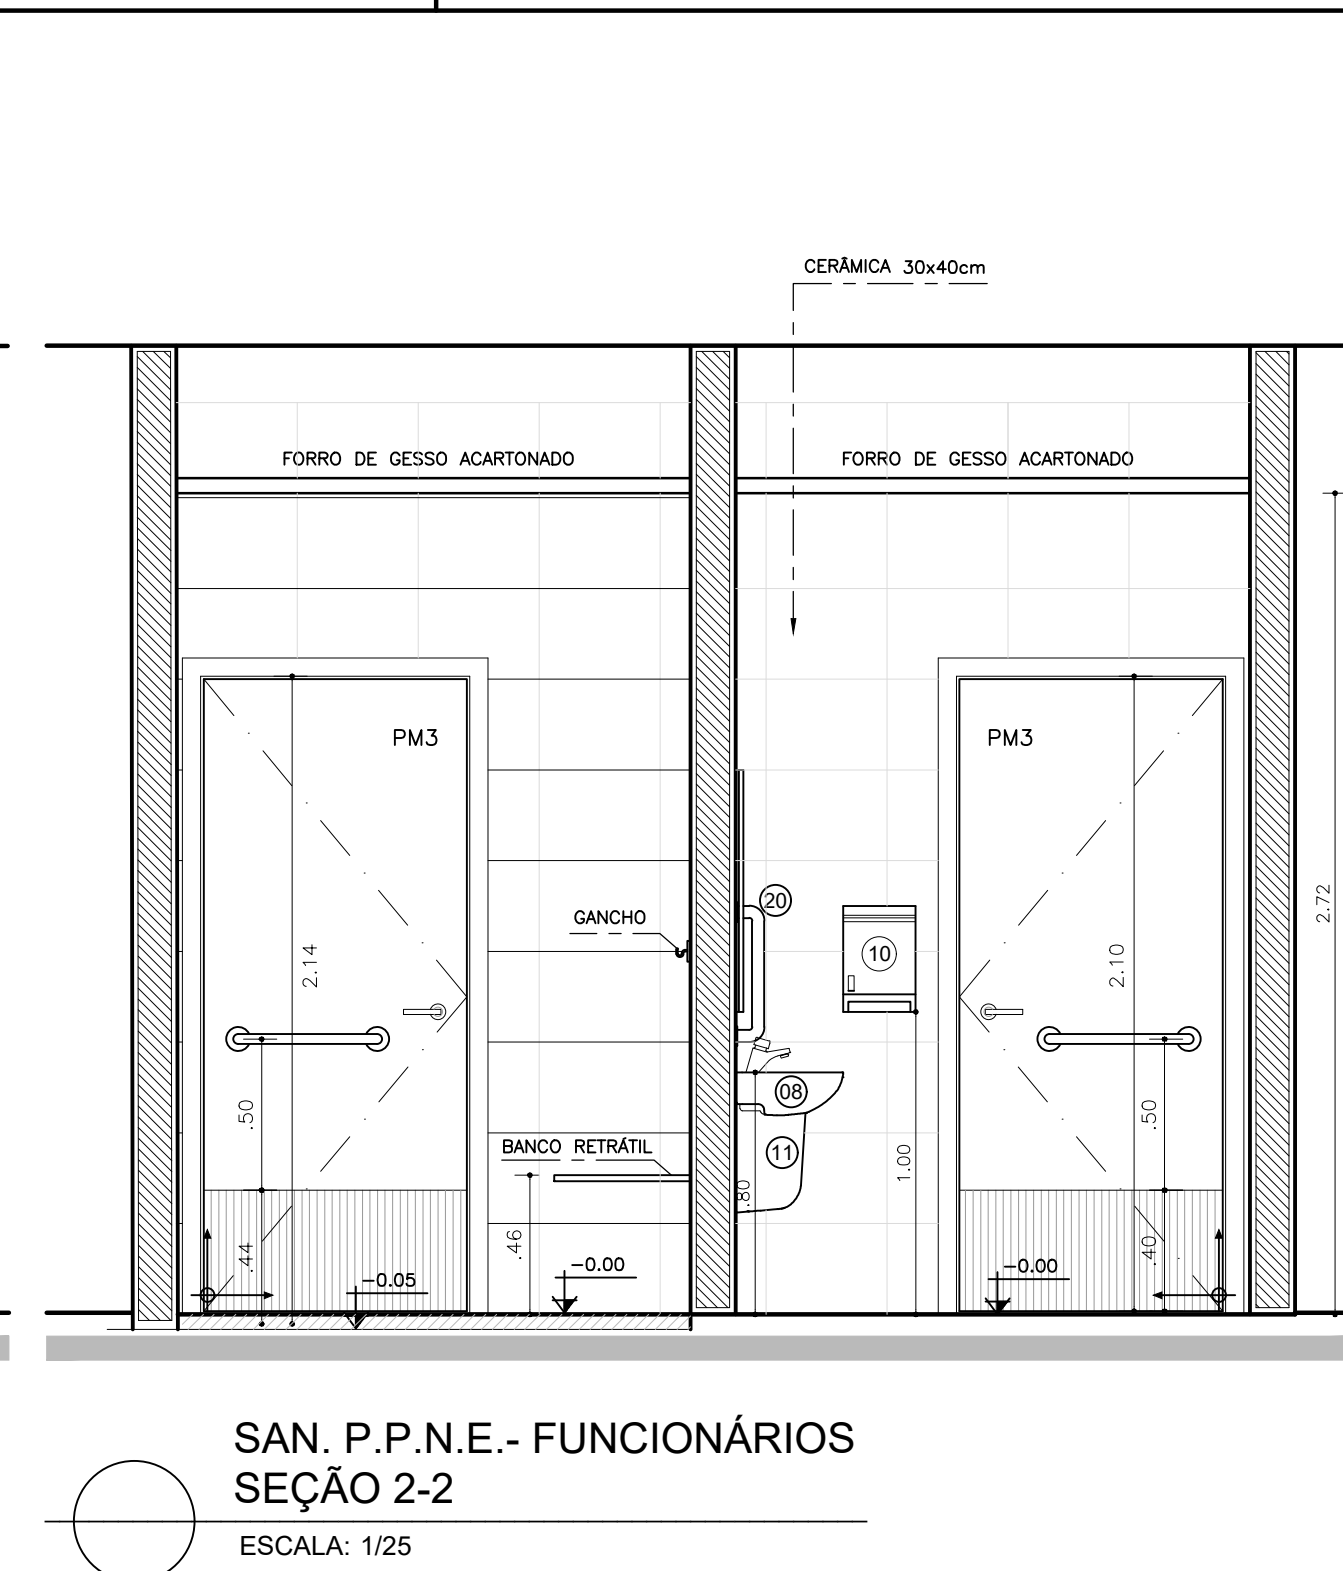 CERÂMICA 30x40cm
FORRO DE GESSO ACARTONADO
FORRO DE GESSO ACARTONADO
PM3
PM3
20
GANCHO
10
2.14
2.10
2.72
08
.50
.50
BANCO RETRÁTIL
11
1.00
.80
.46
.44
.40
-0.05
-0.00
-0.00
SAN. P.P.N.E.- FUNCIONÁRIOS
SEÇÃO 2-2
ESCALA: 1/25